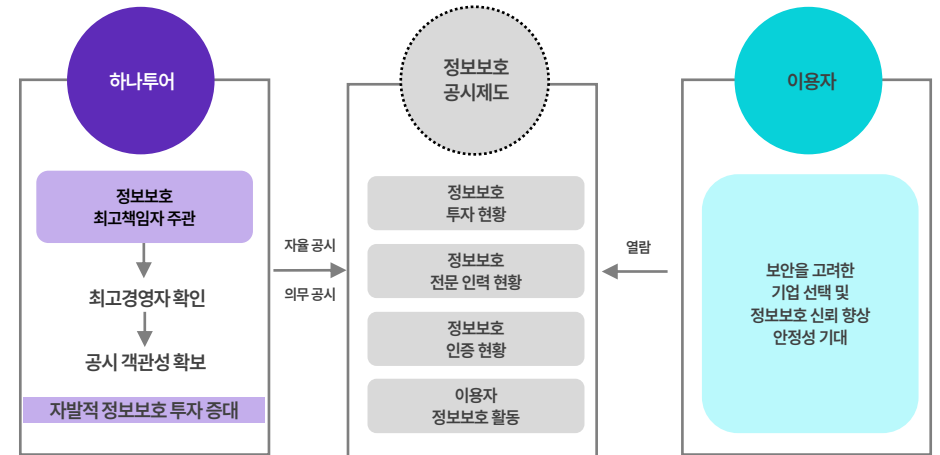 하나투어
정보보호
최고책임자 주관
최고경영자 확인
공시 객관성 확보
자발적 정보보호 투자 증대
자율 공시
의무 공시
정보보호
공시제도
정보보호
투자 현황
정보보호
전문 인력 현황
정보보호
인증 현황
이용자
정보보호 활동
열람
이용자
보안을 고려한
기업 선택 및
정보보호 신뢰 향상
안정성 기대